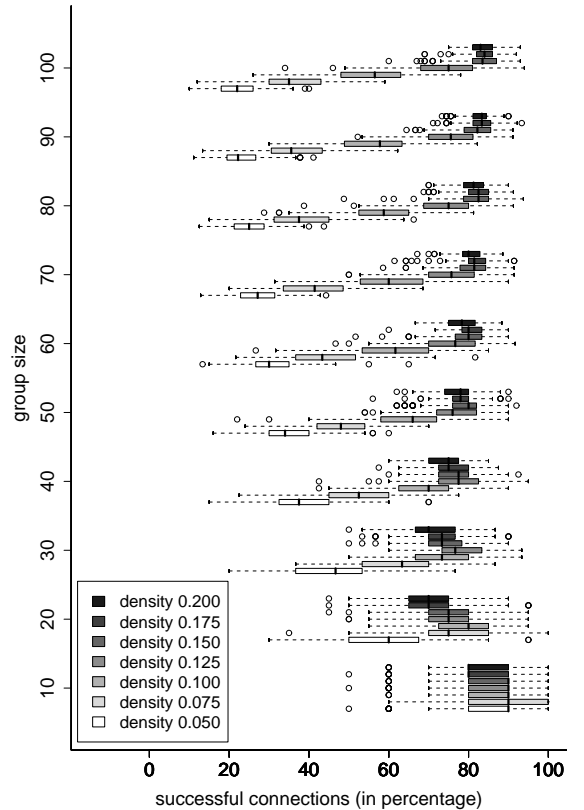 group size
100
90
80
70
60
50
40
30
20
10
density 0.200
density 0.175
density 0.150
density 0.125
density 0.100
density 0.075
density 0.050
0 20 40 60 80 100
successful connections (in percentage)